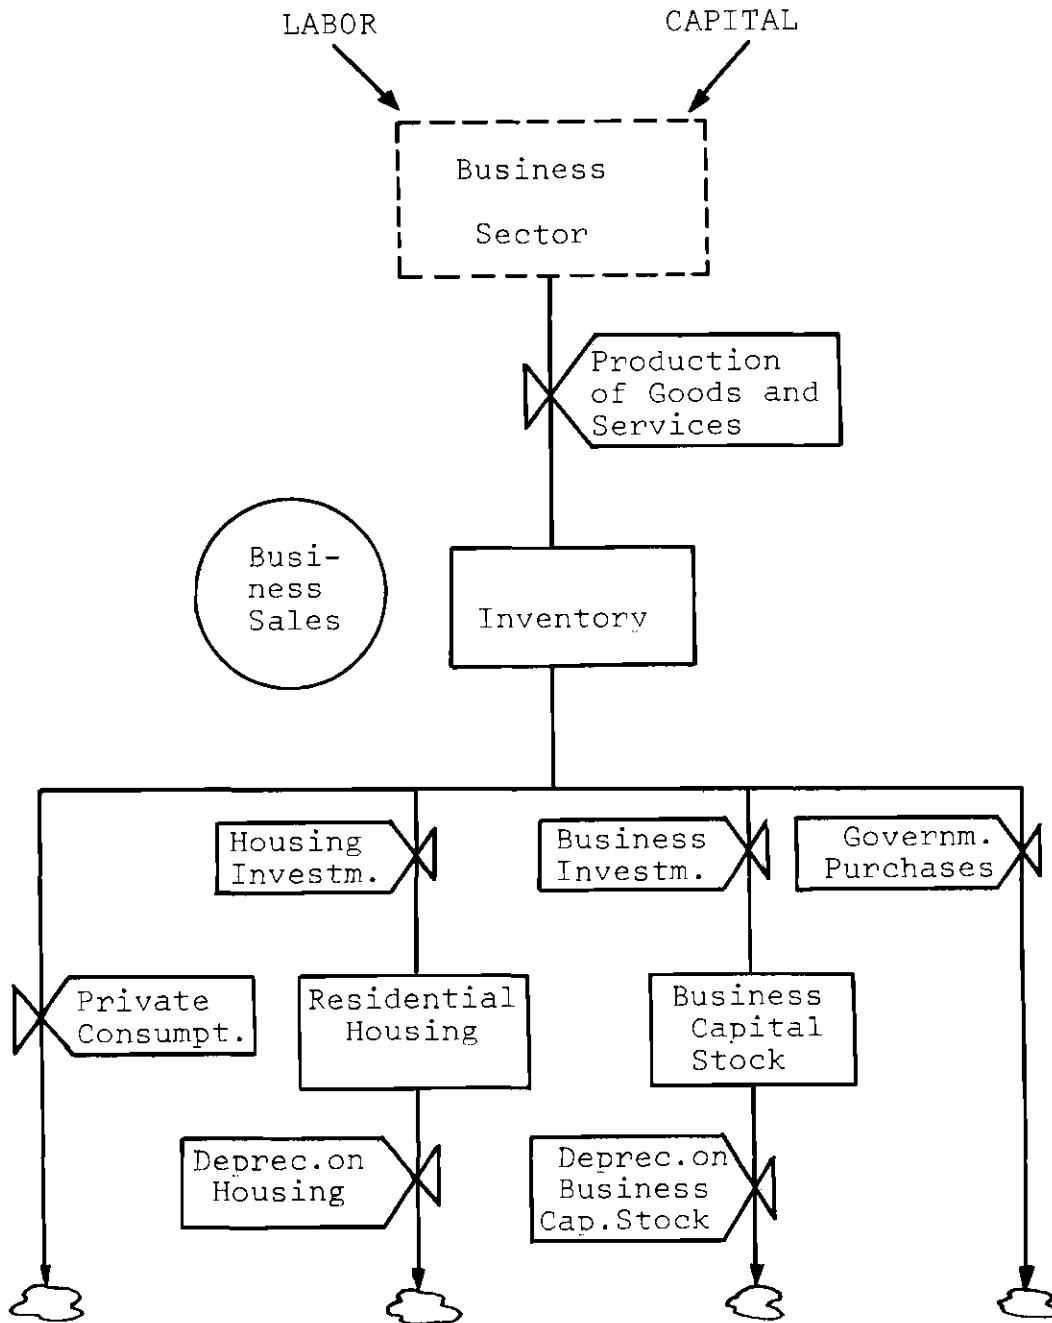 LABOR
CAPITAL
Business
Sector
Production
of Goods and
Services
Busi-
ness
Sales
Inventory
Housing
Investm.
Business
Investm.
Governm.
Purchases
Private
Consumpt.
Residential
Housing
Business
Capital
Stock
Deprec.on
Housing
Deprec.on
Business
Cap.Stock